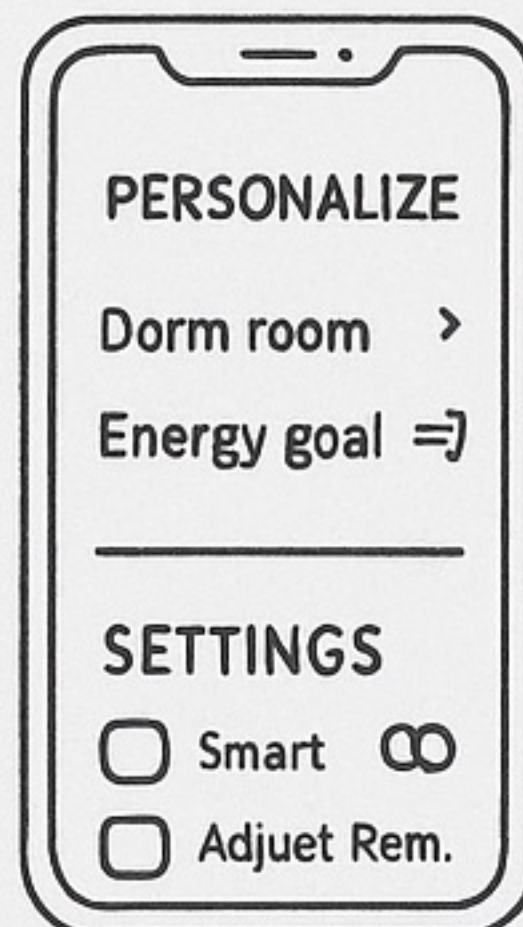 PERSONALIZE
Dorm room >
Energy goal
SETTINGS
Smart
Adjuet Rem.